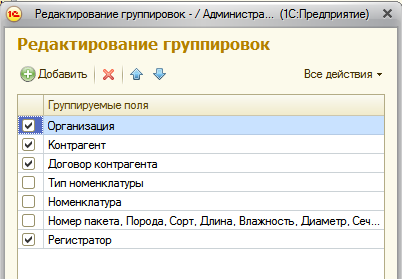 Редактирование группировок - / Администра... (1С:Предприятие)
Редактирование группировок
Добавить Все действия
Группируемые поля
Организация
Контрагент
Договор контрагента
Тип номенклатуры
Номенклатура
Номер пакета, Порода, Сорт, Длина, Влажность, Диаметр, Сеч...
Регистратор